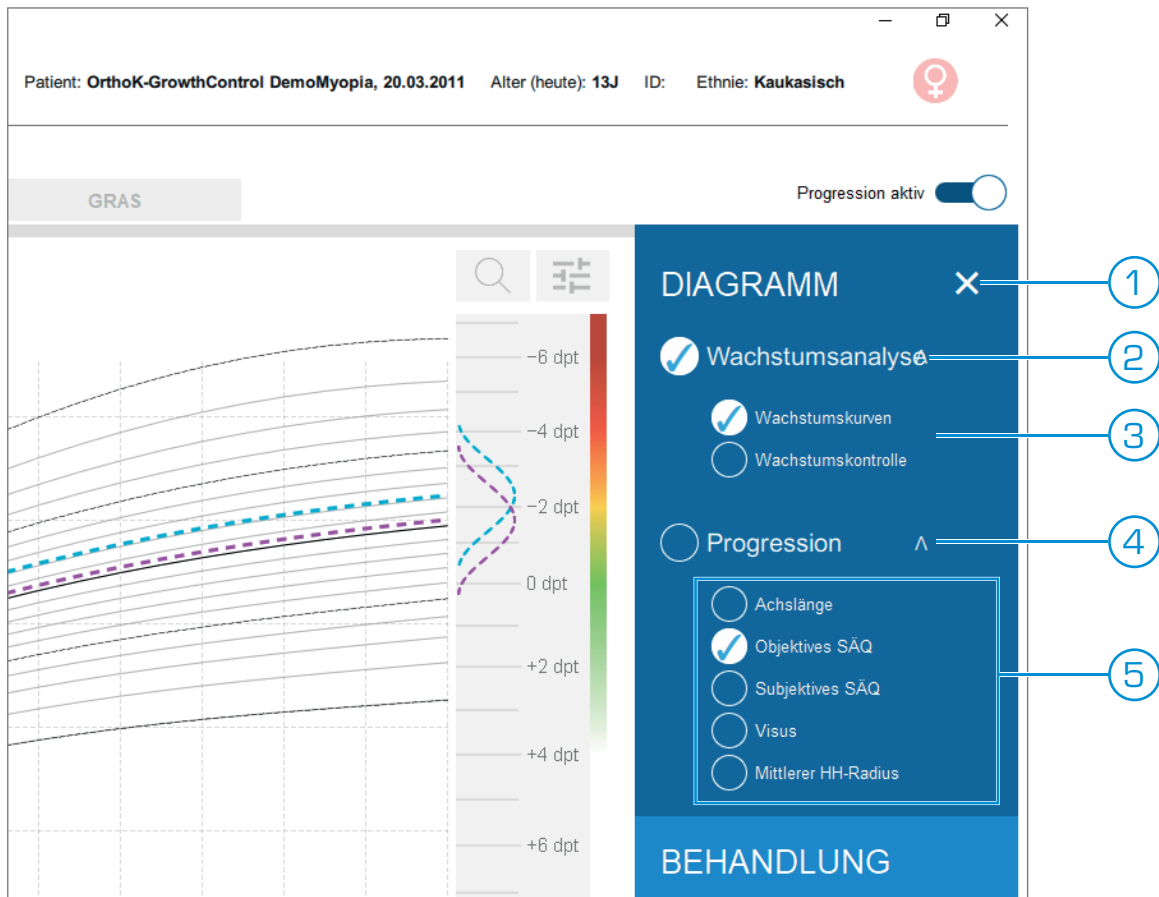 Patient: OrthoK-GrowthControl DemoMyopia, 20.03.2011 Alter (heute): 13J ID: Ethnie: Kaukasisch
GRAS
Progression aktiv
DIAGRAMM
1
Wachstumsanalyse
2
Wachstumskurven
3
Wachstumskontrolle
Progression
4
Achslänge
Objektives SÄQ
Subjektives SÄQ
5
Visus
Mittlerer HH-Radius
BEHANDLUNG
−6 dpt
−4 dpt
−2 dpt
0 dpt
+2 dpt
+4 dpt
+6 dpt